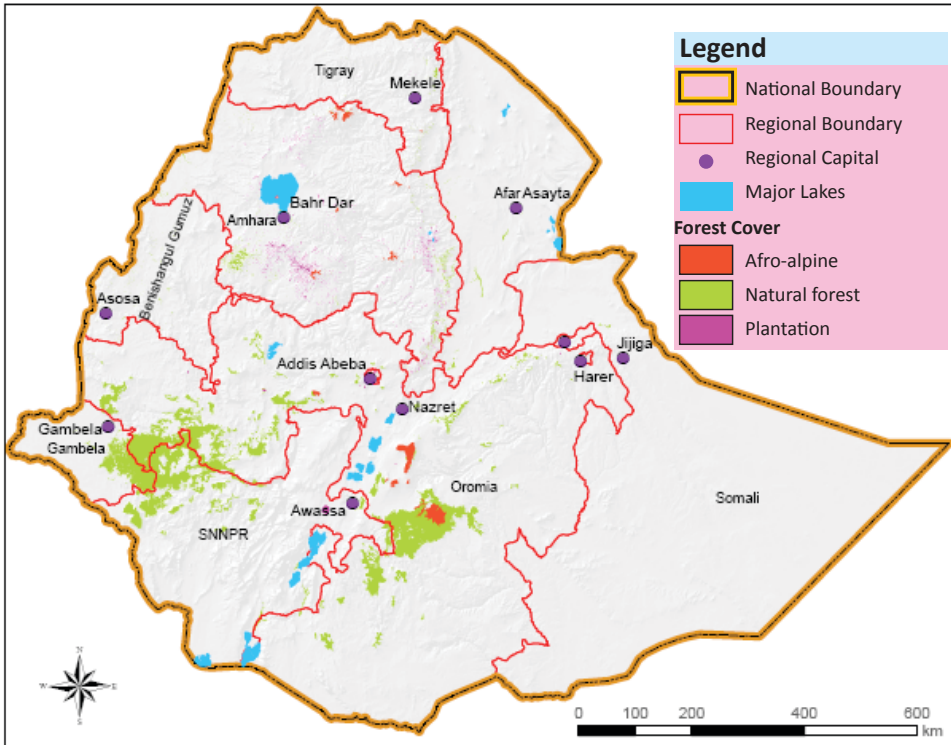 Legend
National Boundary
Regional Boundary
Regional Capital
Major Lakes
Forest Cover
Afro-alpine
Natural forest
Plantation
Tigray
Mekele
Afar Asayta
Bahr Dar
Amhara
Benishangul Gumuz
Asosa
Addis Abeba
Jijiga
Harer
Nazret
Gambela
Gambela
Oromia
Somali
Awassa
SNNPR
N
W E
S
0 100 200 400 600
km